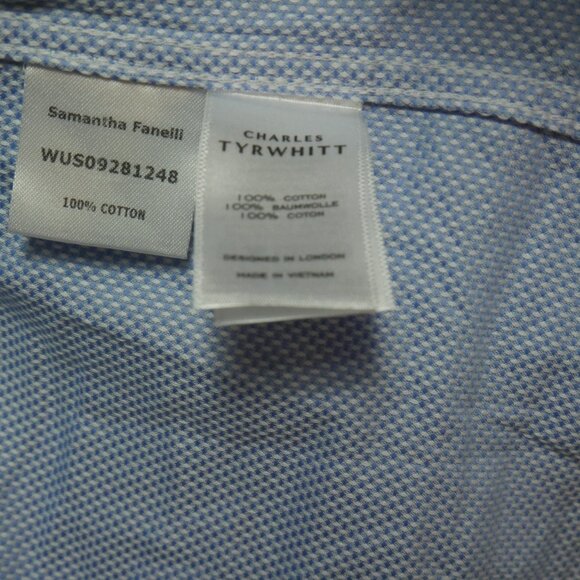 Samantha Fanelli
WUS09281248
100% COTTON
CHARLES
TYRWHITT
100% COTTON
100% BAUMWOLLE
100% COTON
DESIGNED IN LONDON
MADE IN VIETNAM